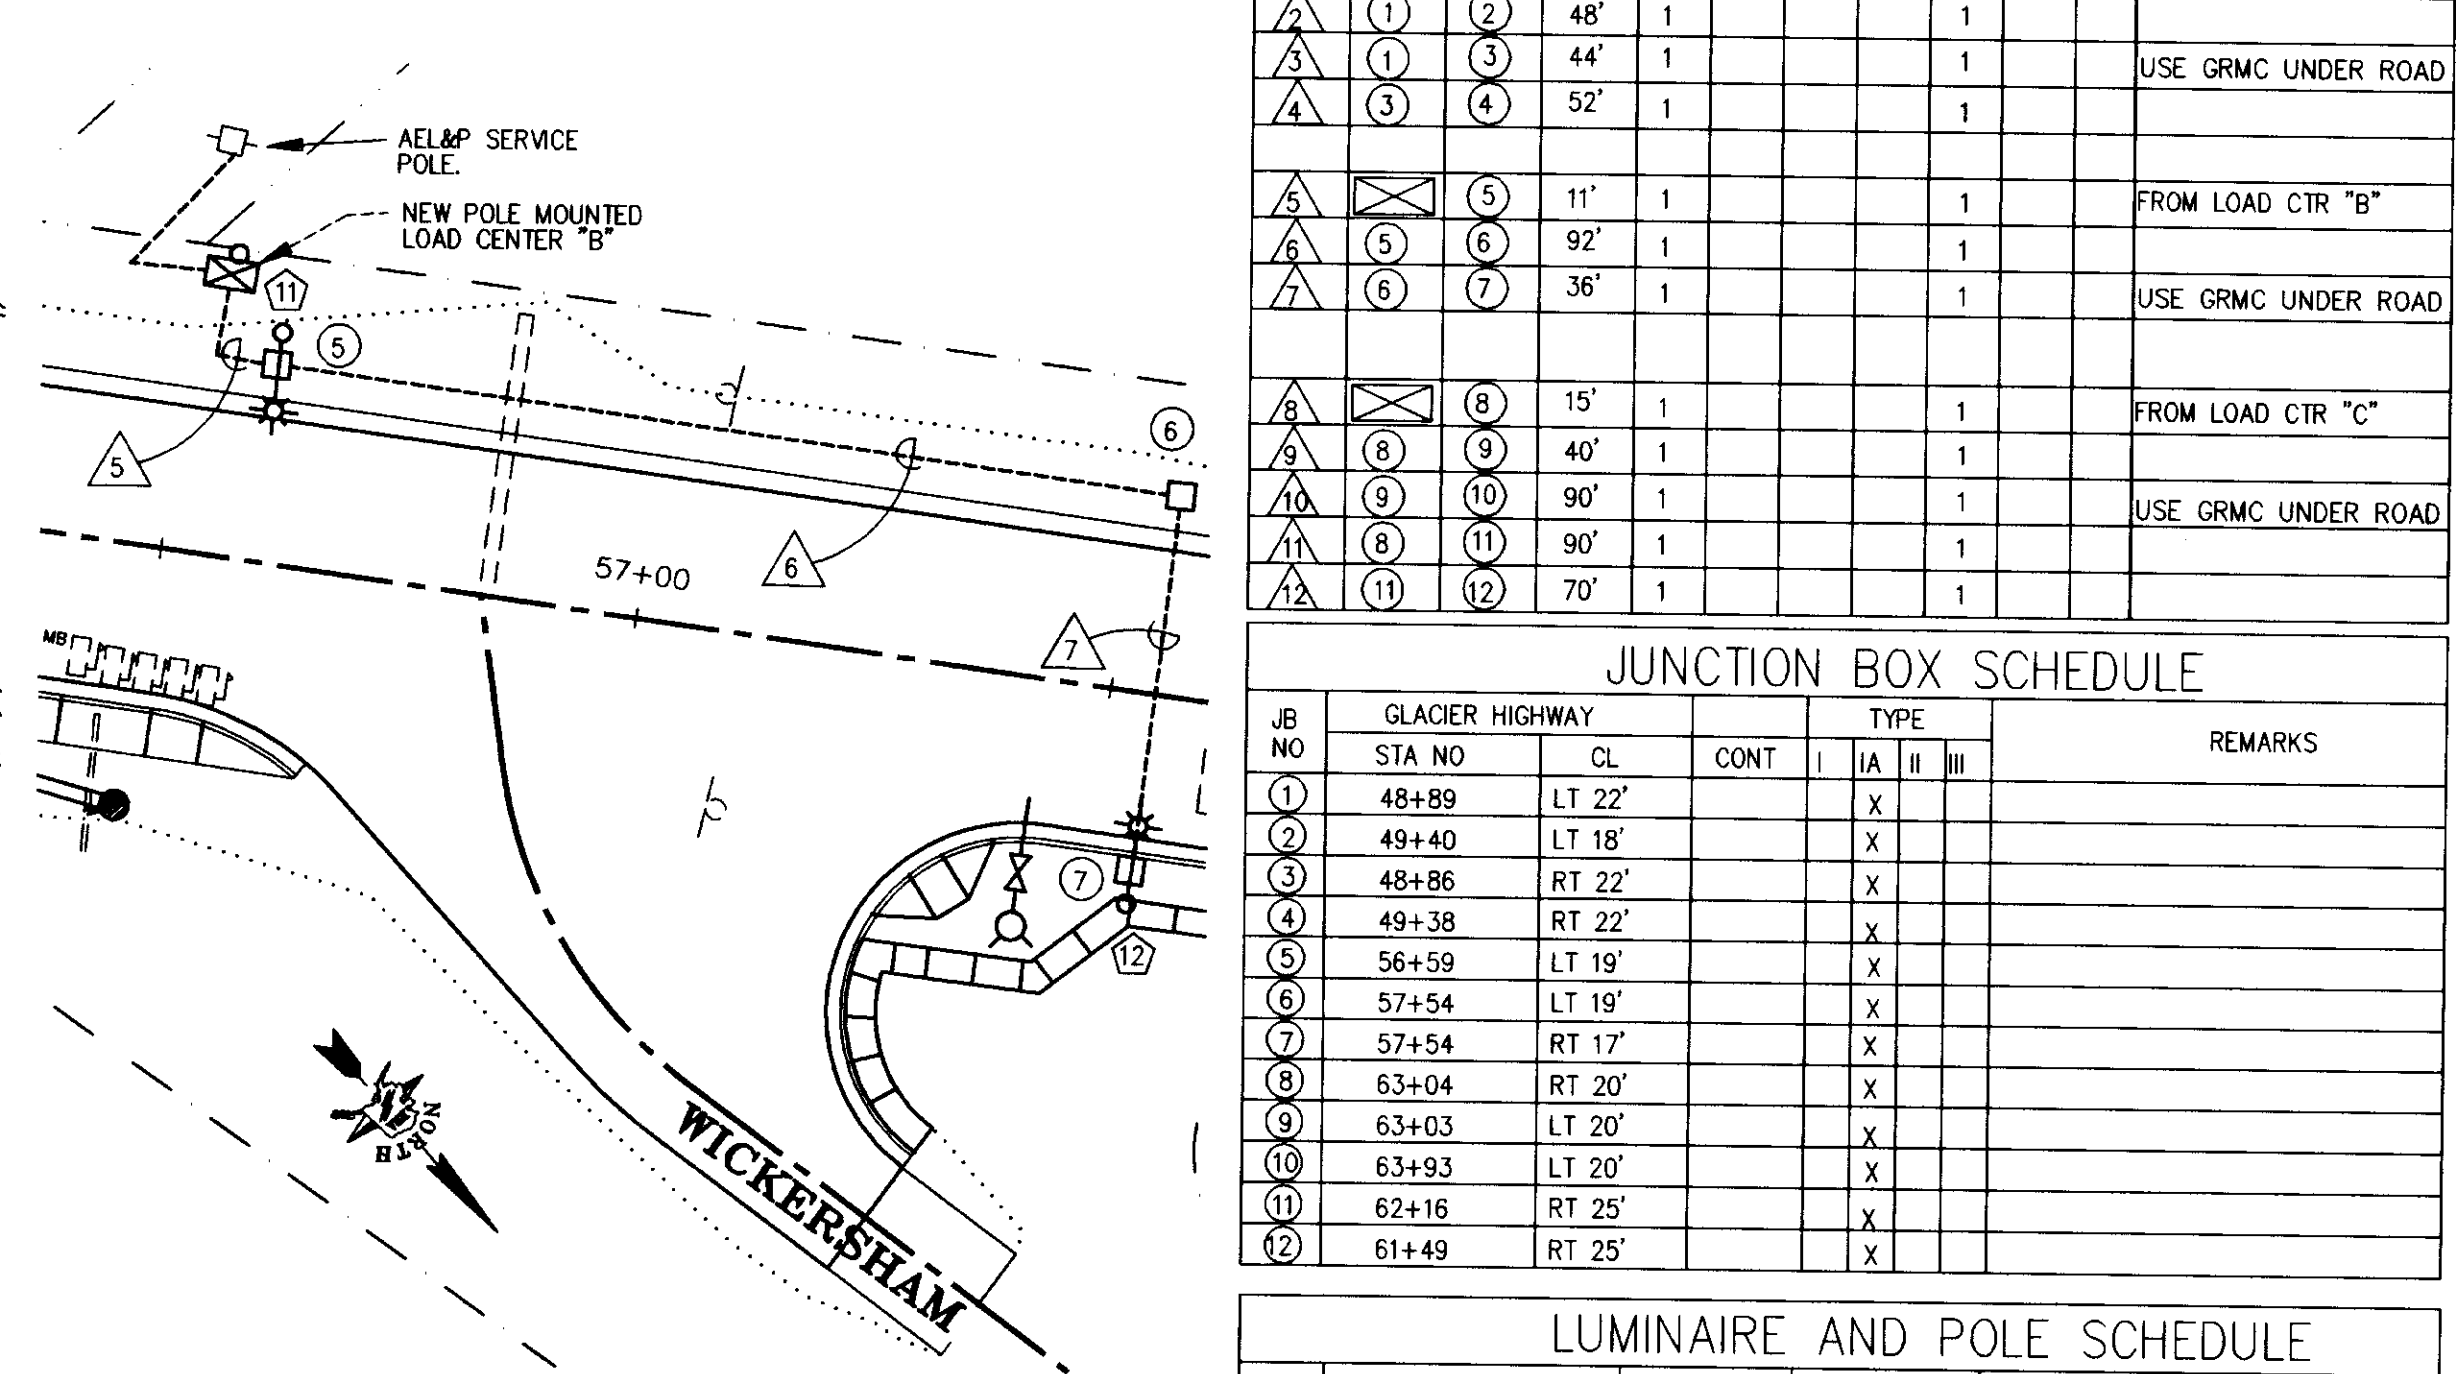 AEL&P SERVICE
POLE.
NEW POLE MOUNTED
LOAD CENTER "B"
11
5
6
5
57+00
6
MB
7
7
12
NORTH
WICKERSHAM
2 1 2 48' 1 1
3 1 3 44' 1 1 USE GRMC UNDER ROAD
4 3 4 52' 1 1
5 5 11' 1 1 FROM LOAD CTR "B"
6 5 6 92' 1 1
7 6 7 36' 1 1 USE GRMC UNDER ROAD
8 8 15' 1 1 FROM LOAD CTR "C"
9 8 9 40' 1 1
10 9 10 90' 1 1 USE GRMC UNDER ROAD
11 8 11 90' 1 1
12 11 12 70' 1 1
JUNCTION BOX SCHEDULE
JB NO GLACIER HIGHWAY TYPE REMARKS
STA NO CL CONT I IA II III
1 48+89 LT 22' X
2 49+40 LT 18' X
3 48+86 RT 22' X
4 49+38 RT 22' X
5 56+59 LT 19' X
6 57+54 LT 19' X
7 57+54 RT 17' X
8 63+04 RT 20' X
9 63+03 LT 20' X
10 63+93 LT 20' X
11 62+16 RT 25' X
12 61+49 RT 25' X
LUMINAIRE AND POLE SCHEDULE